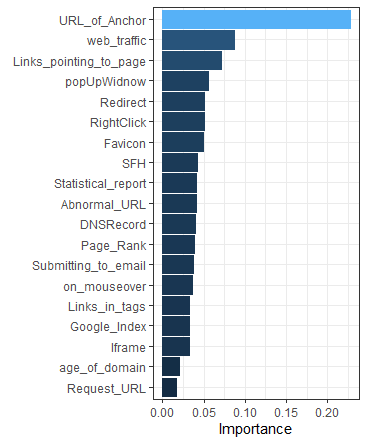 URL_of_Anchor
web_traffic
Links_pointing_to_page
popUpWidnow
Redirect
RightClick
Favicon
SFH
Statistical_report
Abnormal_URL
DNSRecord
Page_Rank
Submitting_to_email
on_mouseover
Links_in_tags
Google_Index
Iframe
age_of_domain
Request_URL
0.00 0.05 0.10 0.15 0.20
Importance